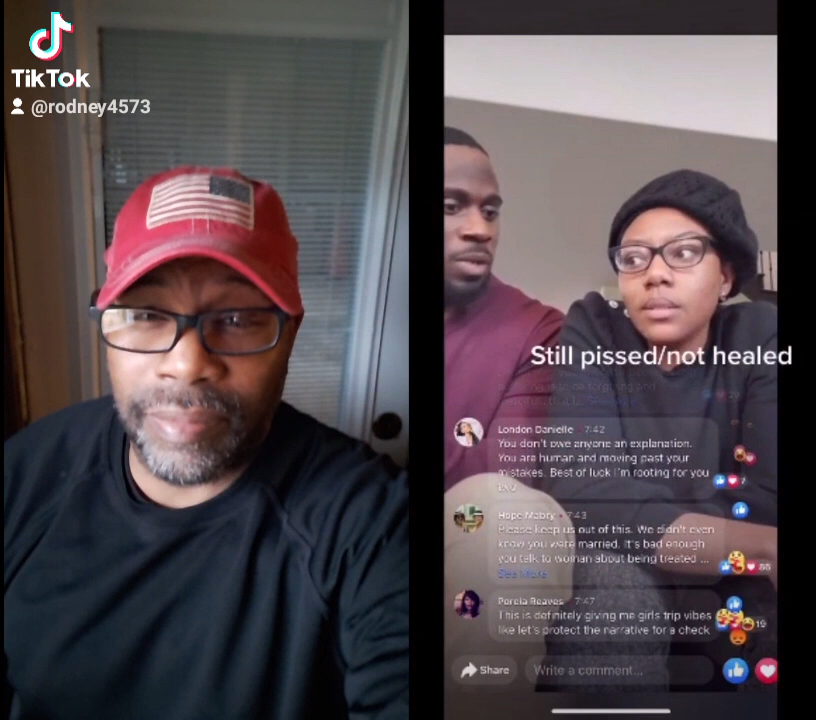 TikTok
@rodney4573
Still pissed/not healed
London Danielle · 7:42
You don't owe anyone an explanation.
You are human and moving past your
mistakes. Best of luck I'm rooting for you
Hope Mabry · 7:43
Please keep us out of this. We didn't even
know you were married. It's bad enough
you talk to woman about being treated ...
See More
86
Porcia Reaves · 7:47
This is definitely giving me girls trip vibes
like let's protect the narrative for a check
19
Share
Write a comment...